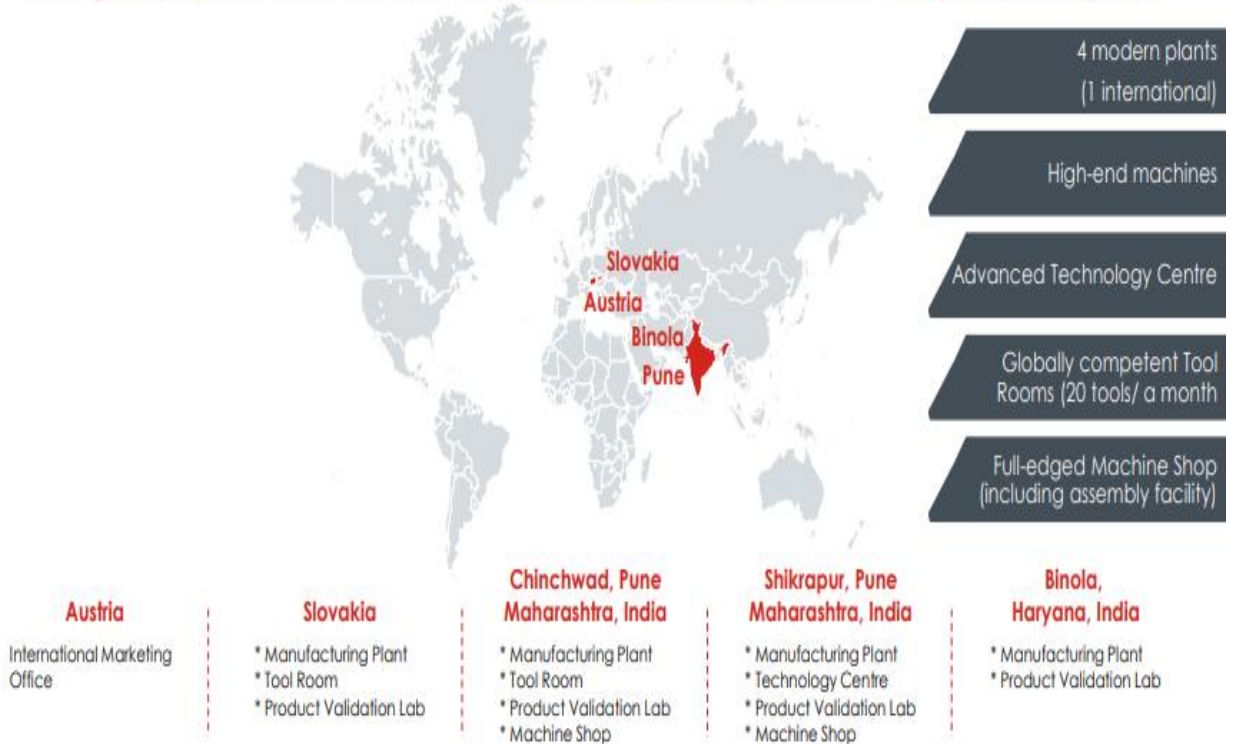 4 modern plants
(1 international)
High-end machines
Advanced Technology Centre
Globally competent Tool
Rooms (20 tools/ a month
Full-edged Machine Shop
(including assembly facility)
Slovakia
Austria
Binola
Pune
Austria
International Marketing
Office
Slovakia
* Manufacturing Plant
* Tool Room
* Product Validation Lab
Chinchwad, Pune
Maharashtra, India
* Manufacturing Plant
* Tool Room
* Product Validation Lab
* Machine Shop
Shikrapur, Pune
Maharashtra, India
* Manufacturing Plant
* Technology Centre
* Product Validation Lab
* Machine Shop
Binola,
Haryana, India
* Manufacturing Plant
* Product Validation Lab